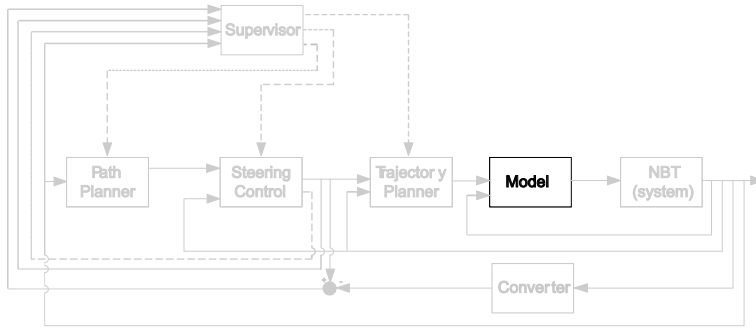 Supervisor
Path
Planner
Steering
Control
Trajector y
Planner
Model
NBT
(system)
+
-
Converter